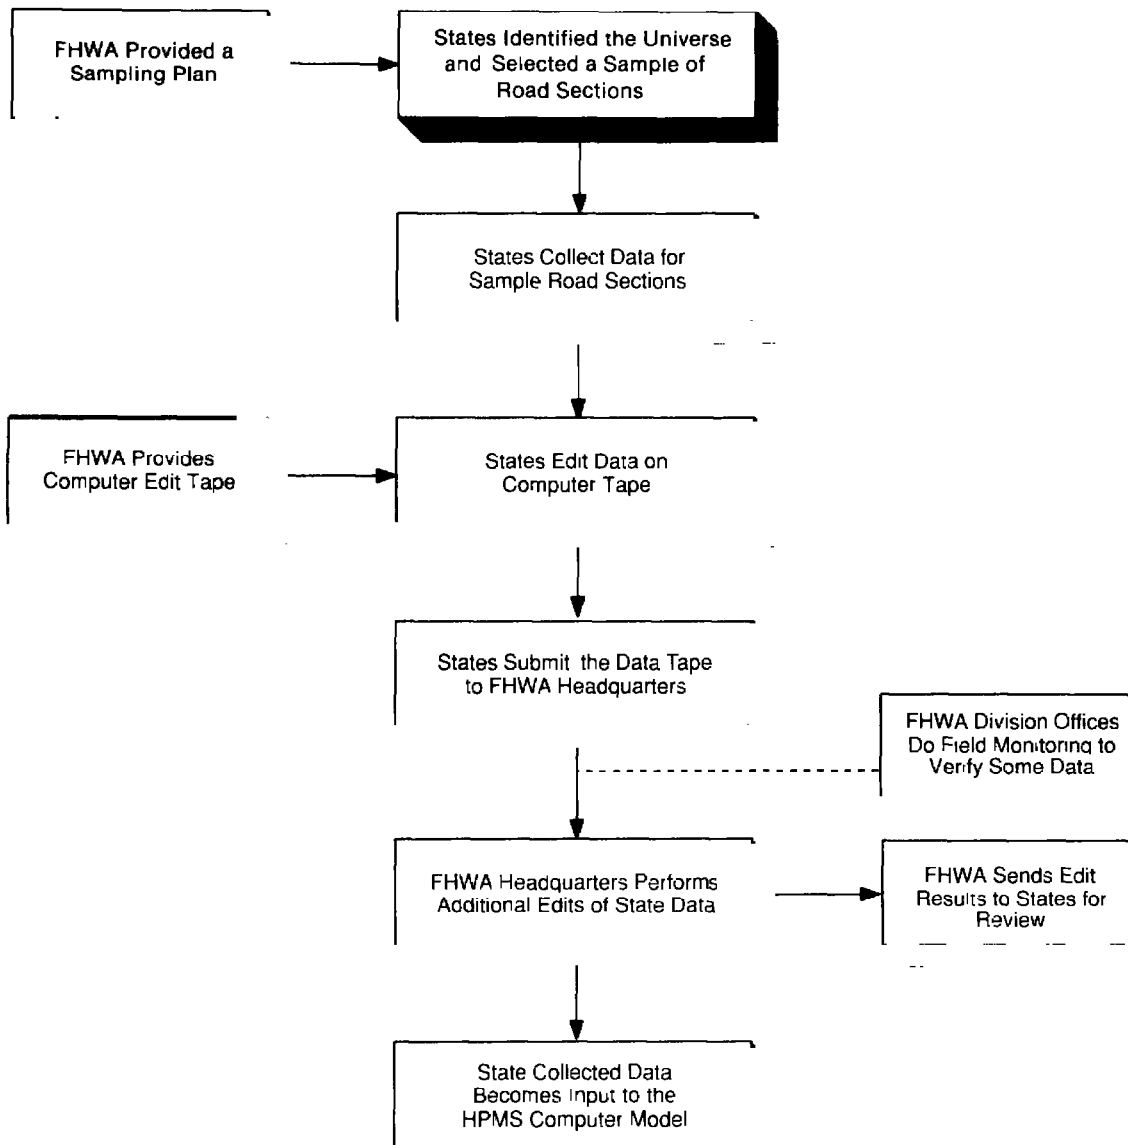 FHWA Provided a
Sampling Plan
States Identified the Universe
and Selected a Sample of
Road Sections
States Collect Data for
Sample Road Sections
FHWA Provides
Computer Edit Tape
States Edit Data on
Computer Tape
States Submit the Data Tape
to FHWA Headquarters
FHWA Division Offices
Do Field Monitoring to
Verify Some Data
FHWA Headquarters Performs
Additional Edits of State Data
FHWA Sends Edit
Results to States for
Review
State Collected Data
Becomes Input to the
HPMS Computer Model